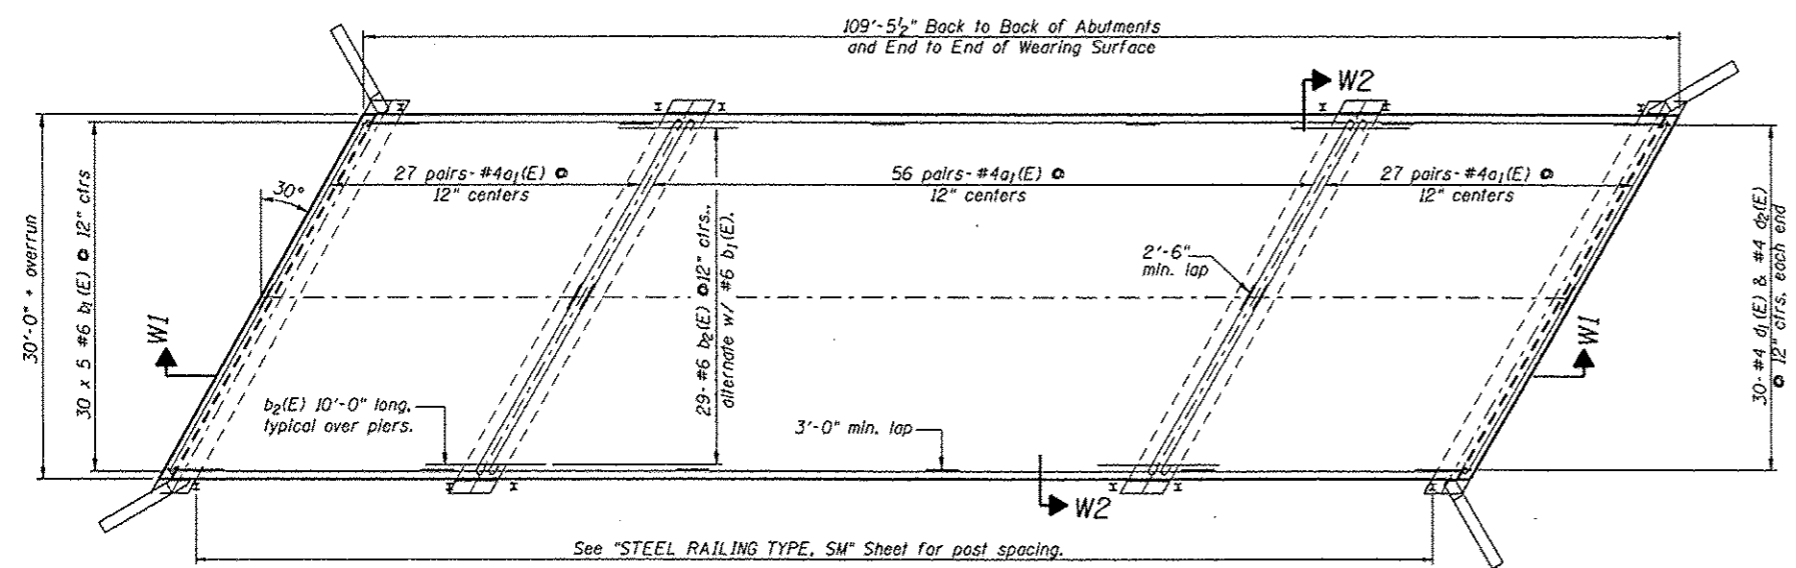 109'-5½" Back to Back of Abutments
and End to End of Wearing Surface
W2
27 pairs- #4a1(E) @
12" centers
56 pairs- #4a1(E) @
12" centers
27 pairs- #4a1(E) @
12" centers
30°
30'-0" + overrun
30 x 5 #6 b1(E) @ 12" ctrs
29- #6 b2(E) @ 12" ctrs.,
alternate w/ #6 b1(E).
2'-6"
min. lap
30- #4 d1(E) & #4 d2(E)
@ 12" ctrs. each end
W1
W1
b2(E) 10'-0" long,
typical over piers.
3'-0" min. lap
W2
See "STEEL RAILING TYPE, SM" Sheet for post spacing.